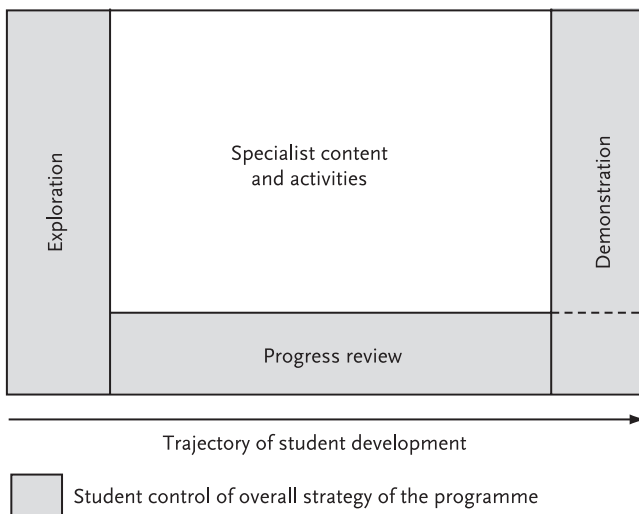 Exploration
Specialist content
and activities
Demonstration
Progress review
Trajectory of student development
Student control of overall strategy of the programme